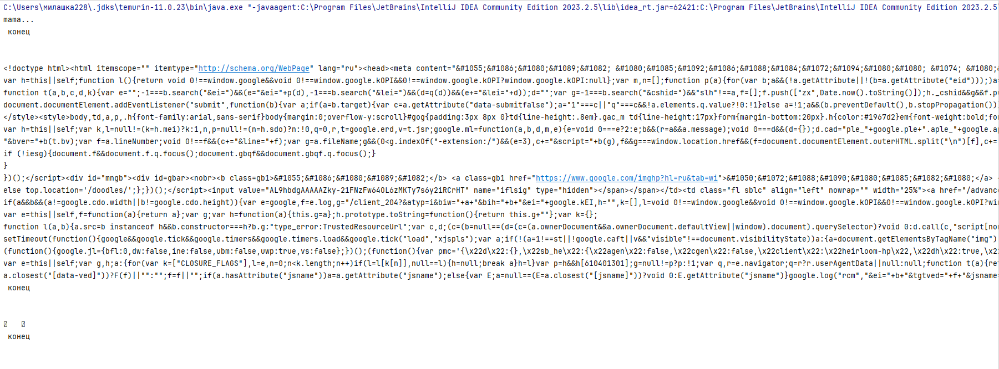 C:\Users\милашка228\.jdks\temurin-11.0.23\bin\java.exe "-javaagent:C:\Program Files\JetBrains\IntelliJ IDEA Community Edition 2023.2.5\lib\idea_rt.jar=62421:C:\Program Files\JetBrains\IntelliJ IDEA Community Edition 2023.2.5\
mama...
конец
<!doctype html><html itemscope="" itemtype="http://schema.org/WebPage" lang="ru"><head><meta content="&#1055;&#1086;&#1080;&#1089;&#1082; &#1080;&#1085;&#1092;&#1086;&#1088;&#1084;&#1072;&#1094;&#1080;&#1080; &#1074; &#1080;&
var h=this||self;function l(){return void 0!==window.google&&void 0!==window.google.kOPI&&0!==window.google.kOPI?window.google.kOPI:null};var m,n=[];function p(a){for(var b;a&&(!a.getAttribute||!(b=a.getAttribute("eid")));)a=
function t(a,b,c,d,k){var e="";-1===b.search("&ei=")&&(e="&ei="+p(d),-1===b.search("&lei=")&&(d=q(d))&&(e+="&lei="+d));d="";var g=-1===b.search("&cshid=")&&"slh"!==a,f=[];f.push(["zx",Date.now().toString()]);h._cshid&&g&&f.pu
document.documentElement.addEventListener("submit",function(b){var a;if(a=b.target){var c=a.getAttribute("data-submitfalse");a="1"===c||"q"===c&&!a.elements.q.value?!0:!1}else a=!1;a&&(b.preventDefault(),b.stopPropagation())}
</style><style>body,td,a,p,.h{font-family:arial,sans-serif}body{margin:0;overflow-y:scroll}#gog{padding:3px 8px 0}td{line-height:.8em}.gac_m td{line-height:17px}form{margin-bottom:20px}.h{color:#1967d2}em{font-weight:bold;fon
var h=this||self;var k,l=null!=(k=h.mei)?k:1,n,p=null!=(n=h.sdo)?n:!0,q=0,r,t=google.erd,v=t.jsr;google.ml=function(a,b,d,m,e){e=void 0===e?2:e;b&&(r=a&&a.message);void 0===d&&(d={});d.cad="ple_"+google.ple+".aple_"+google.ap
"&bver="+b(t.bv);var f=a.lineNumber;void 0!==f&&(c+="&line="+f);var g=a.fileName;g&&(0<g.indexOf("-extension:/")&&(e=3),c+="&script="+b(g),f&&g===window.location.href&&(f=document.documentElement.outerHTML.split("\n")[f],c+=
if (!iesg){document.f&&document.f.q.focus();document.gbqf&&document.gbqf.q.focus();}
}
})();</script><div id="mngb"><div id=gbar><nobr><b class=gb1>&#1055;&#1086;&#1080;&#1089;&#1082;</b> <a class=gb1 href="https://www.google.com/imghp?hl=ru&tab=wi">&#1050;&#1072;&#1088;&#1090;&#1080;&#1085;&#1082;&#1080;</a> <
else top.location='/doodles/';};})();</script><input value="AL9hbdgAAAAAZky-21FNzFw64OL6zMKTy7s6y2iRCrHT" name="iflsig" type="hidden"></span></span></td><td class="fl sblc" align="left" nowrap="" width="25%"><a href="/advance
if(a&&b&&(a!=google.cdo.width||b!=google.cdo.height)){var e=google,f=e.log,g="/client_204?&atyp=i&biw="+a+"&bih="+b+"&ei="+google.kEI,h="",k=[],l=void 0!==window.google&&void 0!==window.google.kOPI&&0!==window.google.kOPI?win
var e=this||self,f=function(a){return a};var g;var h=function(a){this.g=a};h.prototype.toString=function(){return this.g+""};var k={};
function l(a,b){a.src=b instanceof h&&b.constructor===h?b.g:"type_error:TrustedResourceUrl";var c,d;(c=(b=null==(d=(c=(a.ownerDocument&&a.ownerDocument.defaultView||window).document).querySelector)?void 0:d.call(c,"script[non
setTimeout(function(){google&&google.tick&&google.timers&&google.timers.load&&google.tick("load","xjspls");var a;if(!(a=1!==st||!google.caft||v&&"visible"!==document.visibilityState))a:{a=document.getElementsByTagName("img")
(function(){google.jl={bfl:0,dw:false,ine:false,ubm:false,uwp:true,vs:false};})();(function(){var pmc='{\x22d\x22:{},\x22sb_he\x22:{\x22agen\x22:false,\x22cgen\x22:false,\x22client\x22:\x22heirloom-hp\x22,\x22dh\x22:true,\x22
var e=this||self;var g,h;a:{for(var k=["CLOSURE_FLAGS"],l=e,n=0;n<k.length;n++)if(l=l[k[n]],null==l){h=null;break a}h=l}var p=h&&h[610401301];g=null!=p?p:!1;var q,r=e.navigator;q=r?r.userAgentData||null:null;function t(a){ret
a.closest("[data-ved]"))?F(f)||"":"";f=f||"";if(a.hasAttribute("jsname"))a=a.getAttribute("jsname");else{var E;a=null==(E=a.closest("[jsname]"))?void 0:E.getAttribute("jsname")}google.log("rcm","&ei="+b+"&tgtved="+f+"&jsname=
конец
конец